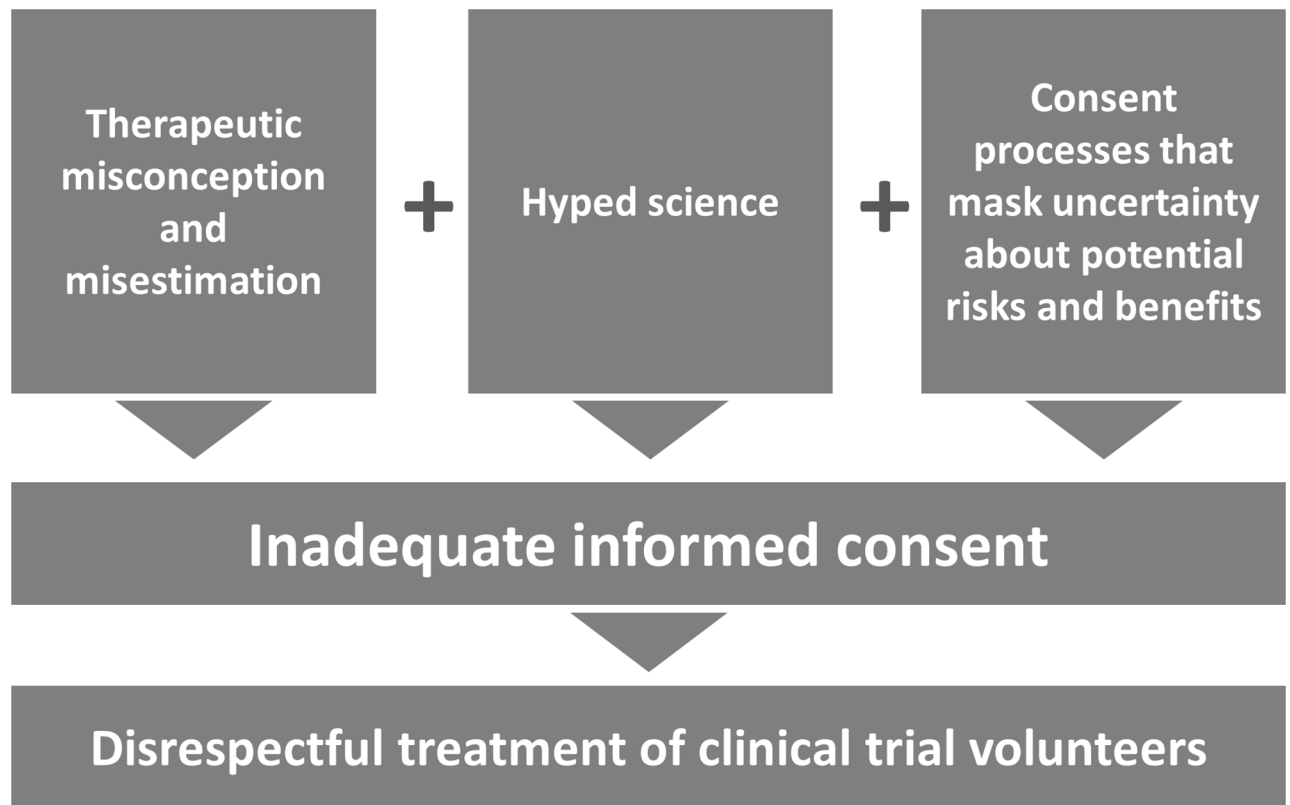 Therapeutic
misconception
and
misestimation
+
Hyped science
+
Consent
processes that
mask uncertainty
about potential
risks and benefits
Inadequate informed consent
Disrespectful treatment of clinical trial volunteers